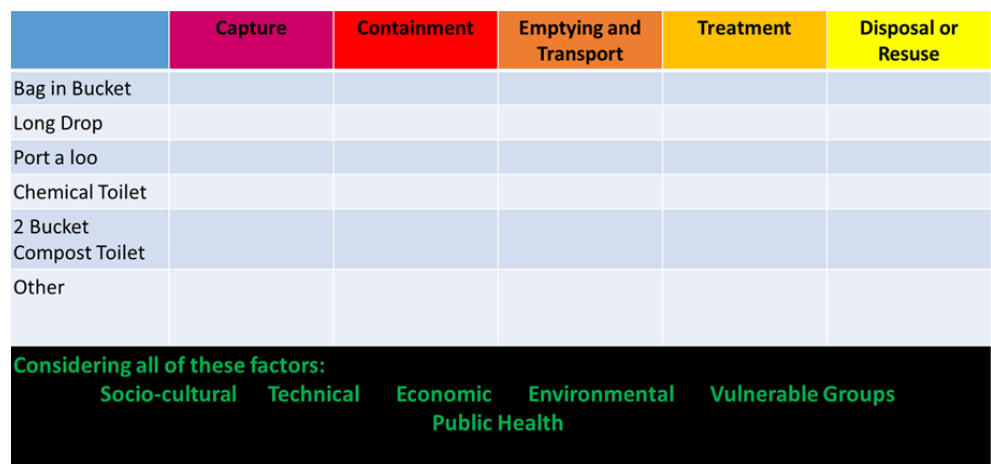 Capture Containment Emptying and Treatment Disposal or
Transport Resuse
Bag in Bucket
Long Drop
Port a loo
Chemical Toilet
2 Bucket
Compost Toilet
Other
Considering all of these factors:
Socio-cultural Technical Economic Environmental Vulnerable Groups
Public Health